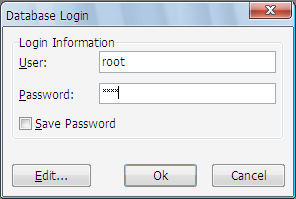 Database Login
Login Information
User: root
Password: ****
Save Password
Edit... Ok Cancel